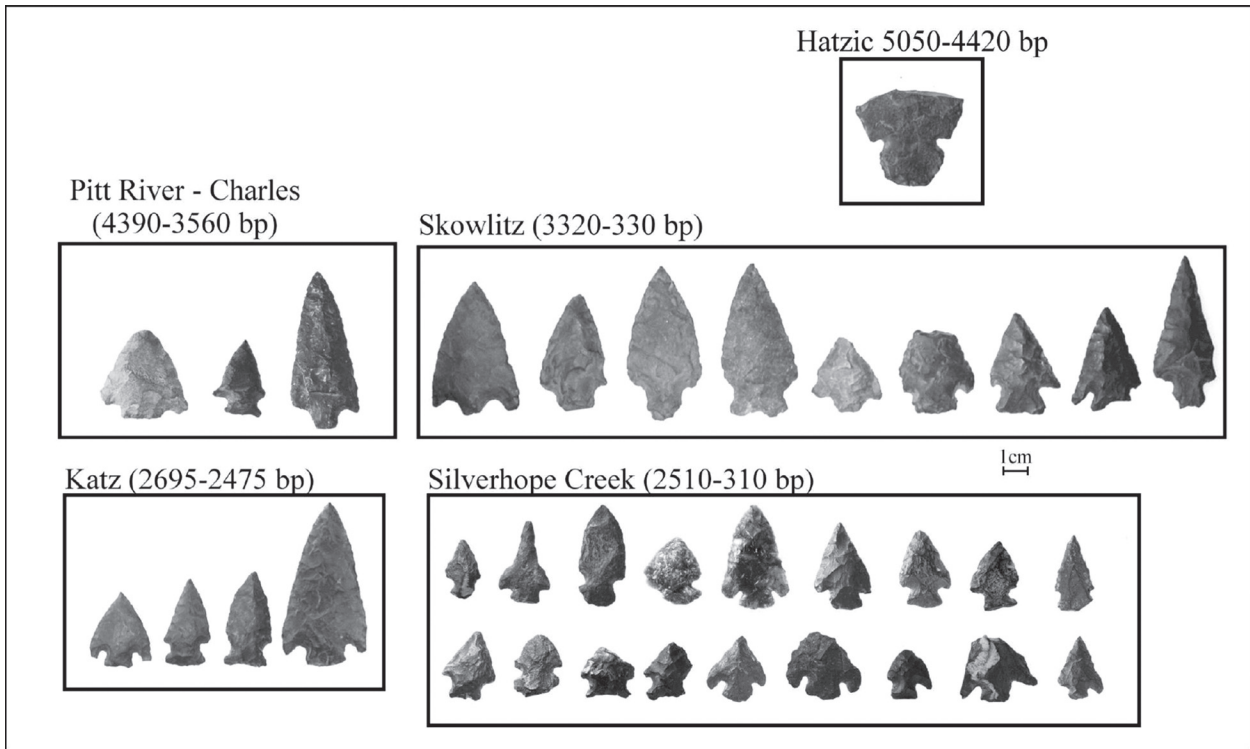 Hatzic 5050-4420 bp
Pitt River - Charles
(4390-3560 bp)
Skowlitz (3320-330 bp)
1cm
Katz (2695-2475 bp)
Silverhope Creek (2510-310 bp)